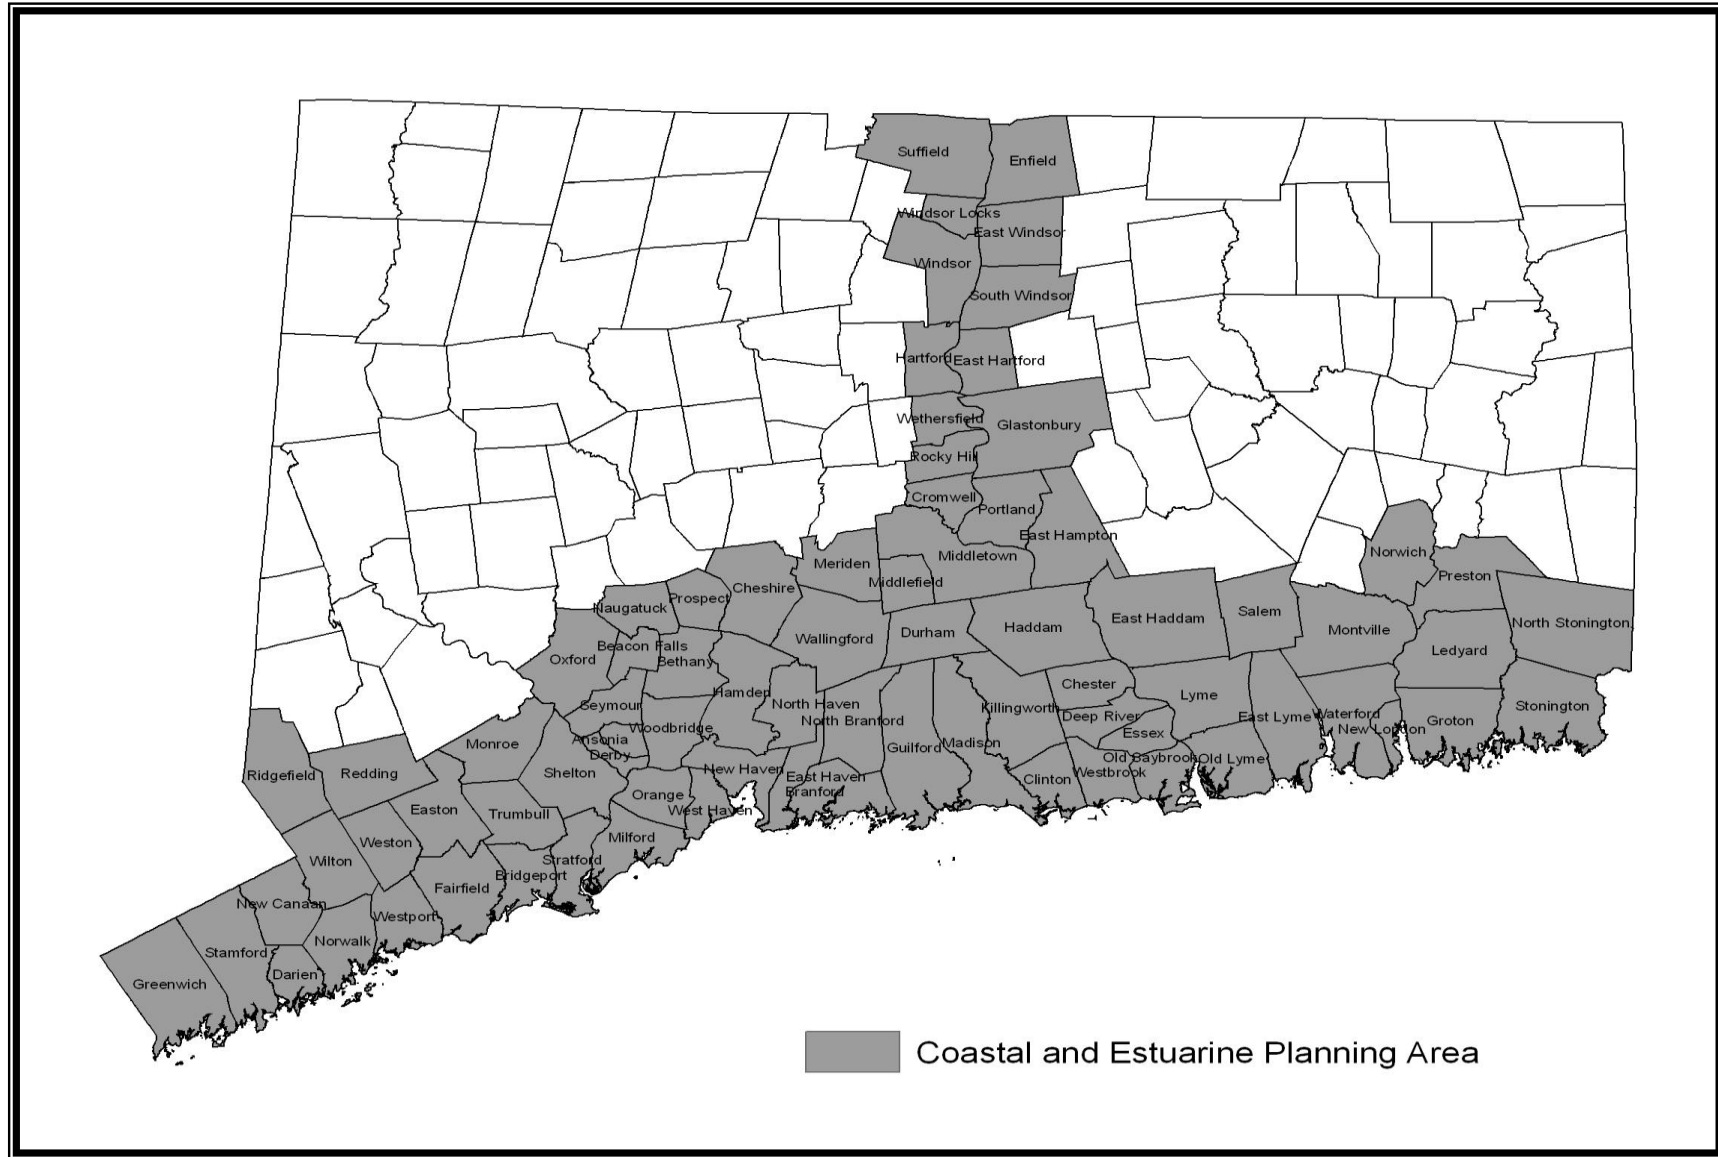 Suffield
Enfield
Windsor Locks
East Windsor
Windsor
South Windsor
Hartford
East Hartford
Wethersfield
Glastonbury
Rocky Hill
Cromwell
Portland
East Hampton
Middletown
Norwich
Meriden
Middlefield
Preston
Cheshire
Prospect
Naugatuck
Wallingford
Durham
Haddam
East Haddam
Salem
Montville
North Stonington
Ledyard
Beacon Falls
Oxford
Bethany
Hamden
North Haven
North Branford
Chester
Lyme
Killingworth
Seymour
Woodbridge
Deep River
East Lyme
Waterford
Groton
Stonington
New London
Essex
Monroe
Ansonia
Derby
Guilford
Madison
Old Saybrook
Old Lyme
Ridgefield
Redding
Shelton
New Haven
East Haven
Clinton
Westbrook
Branford
Orange
West Haven
Easton
Trumbull
Milford
Weston
Wilton
Stratford
Bridgeport
Fairfield
New Canaan
Westport
Norwalk
Stamford
Darien
Greenwich
Coastal and Estuarine Planning Area